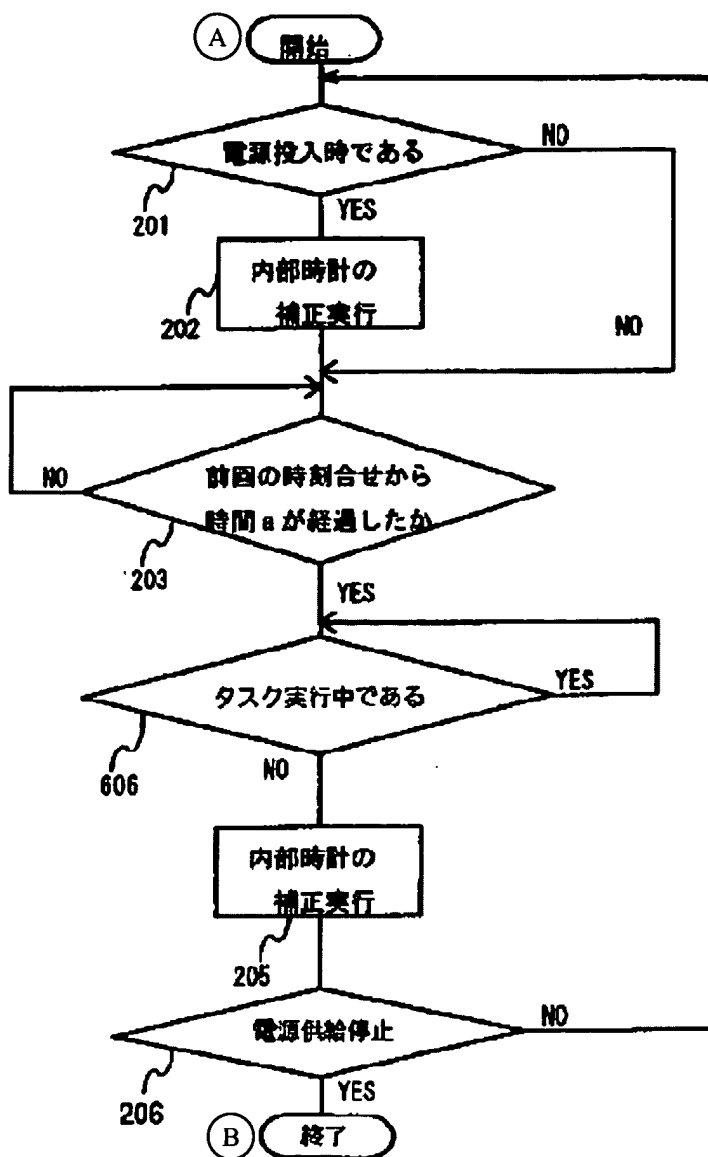 A 開始
電源投入時である
NO
201
YES
内部時計の
補正実行
202
NO
NO
前回の時刻合せから
時間aが経過したか
203
YES
タスク実行中である
YES
606
NO
内部時計の
補正実行
205
電源供給停止
NO
206
YES
B 終了